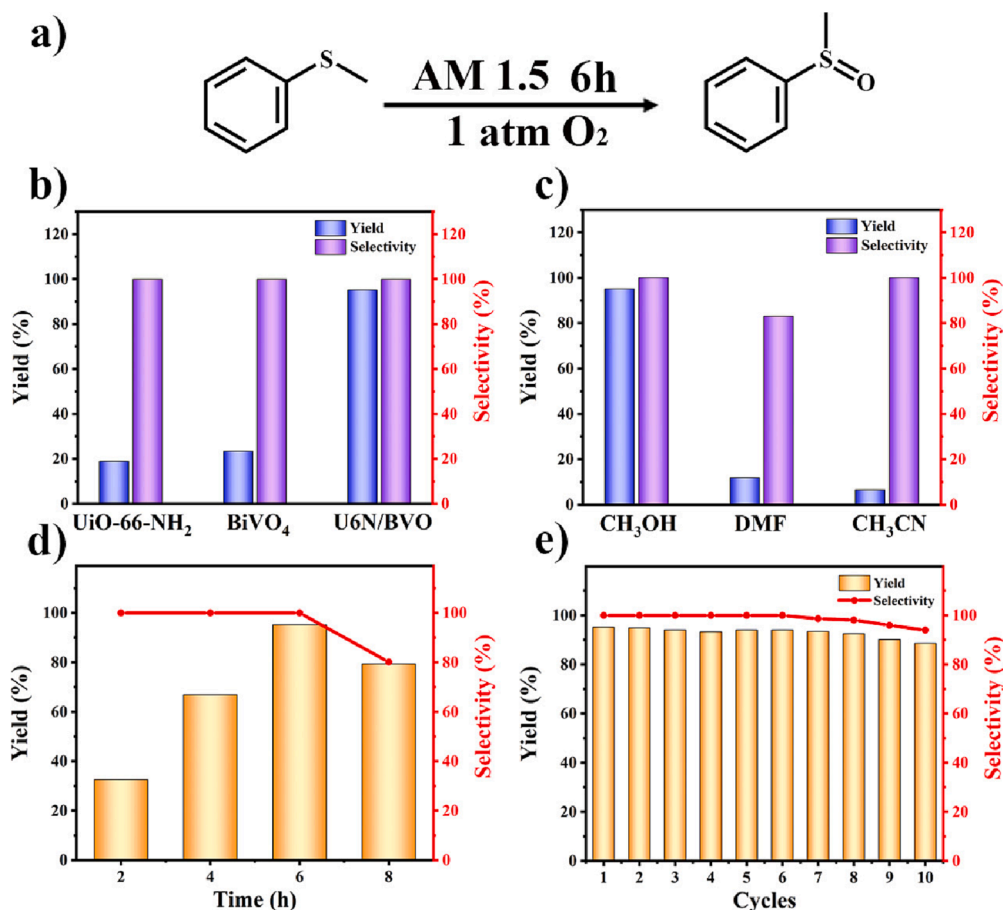 a)
S
AM 1.5 6h
1 atm O₂
S
O
b)
120
100
80
60
40
20
0
Yield (%)
Yield
Selectivity
120
100
80
60
40
20
0
Selectivity (%)
UiO-66-NH₂ BiVO₄ U6N/BVO
c)
120
100
80
60
40
20
0
Yield (%)
Yield
Selectivity
120
100
80
60
40
20
0
Selectivity (%)
CH₃OH DMF CH₃CN
d)
100
80
60
40
20
0
Yield (%)
100
80
60
40
20
0
Selectivity (%)
2 4 6 8
Time (h)
e)
100
80
60
40
20
0
Yield (%)
Yield
Selectivity
100
80
60
40
20
0
Selectivity (%)
1 2 3 4 5 6 7 8 9 10
Cycles